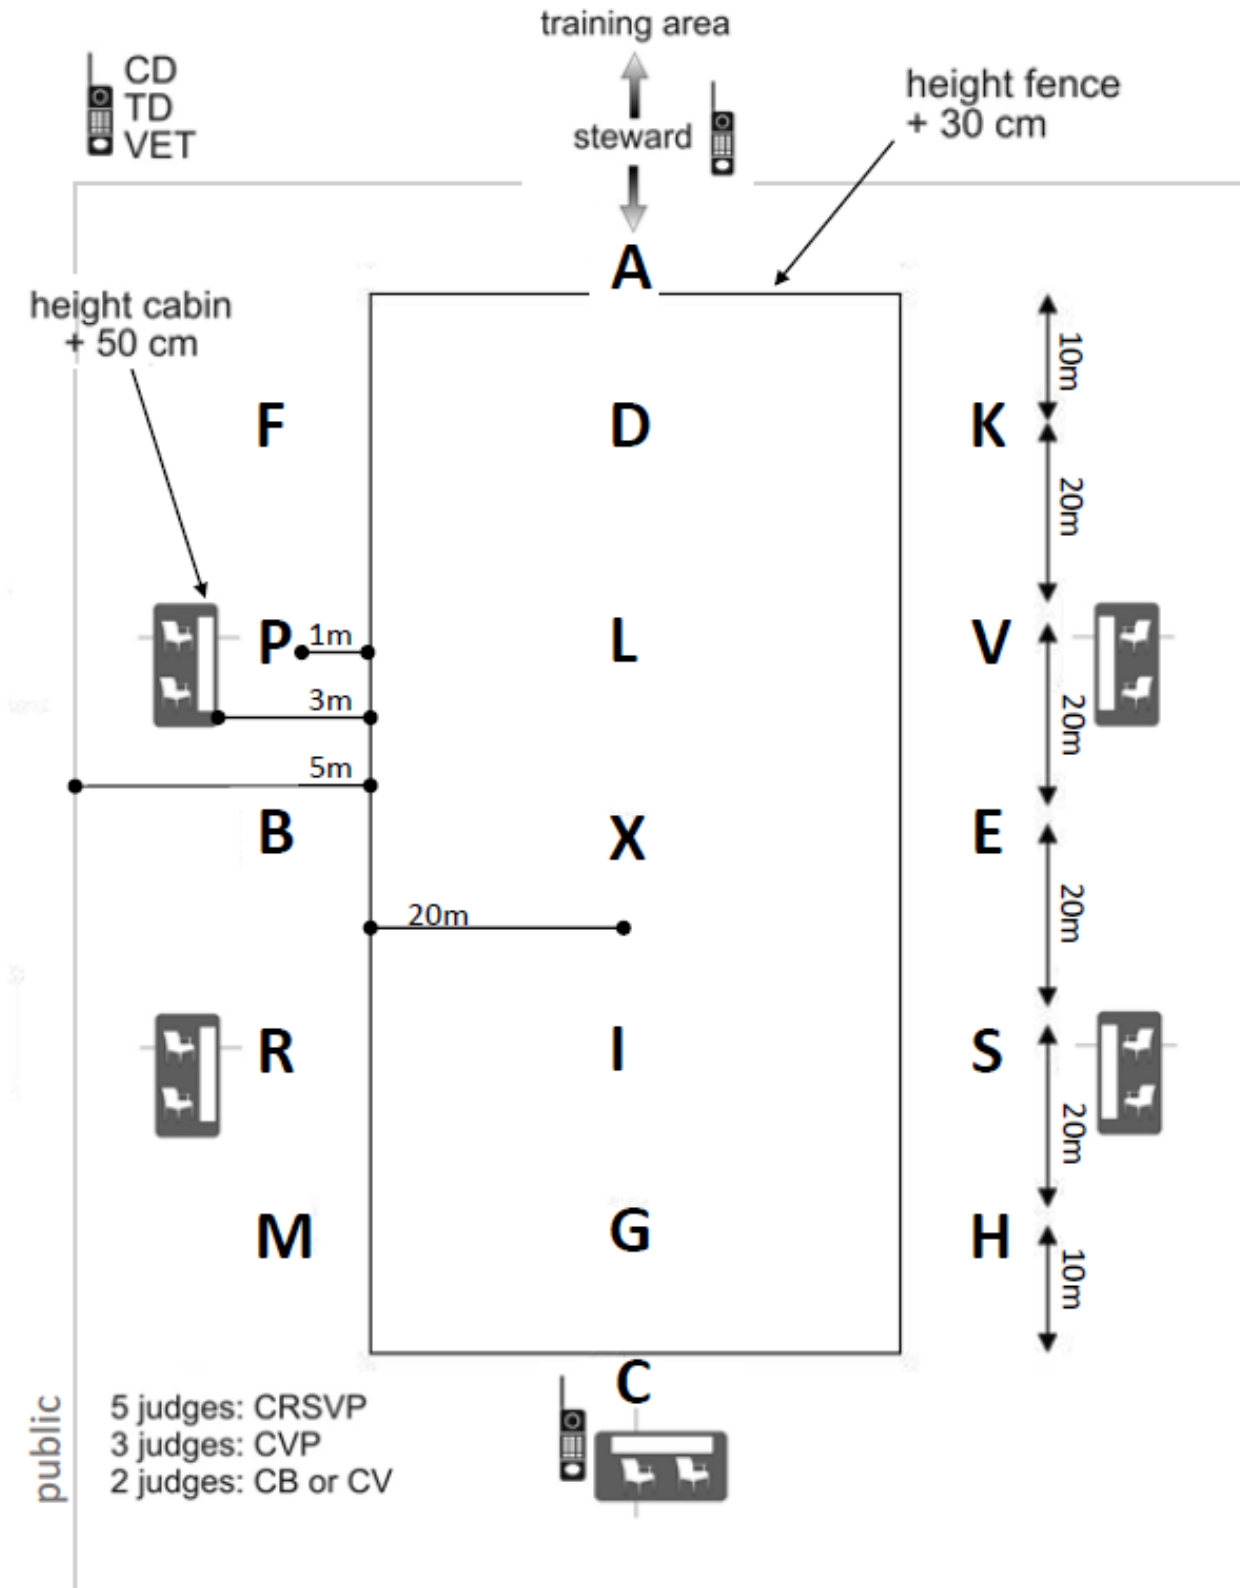 training area
CD
TD
VET
steward
height fence
+ 30 cm
A
height cabin
+ 50 cm
10m
F D K
20m
P 1m L V
3m
20m
5m
B X E
20m
20m
R I S
20m
M G H
10m
C
5 judges: CRSVP
3 judges: CVP
2 judges: CB or CV
public